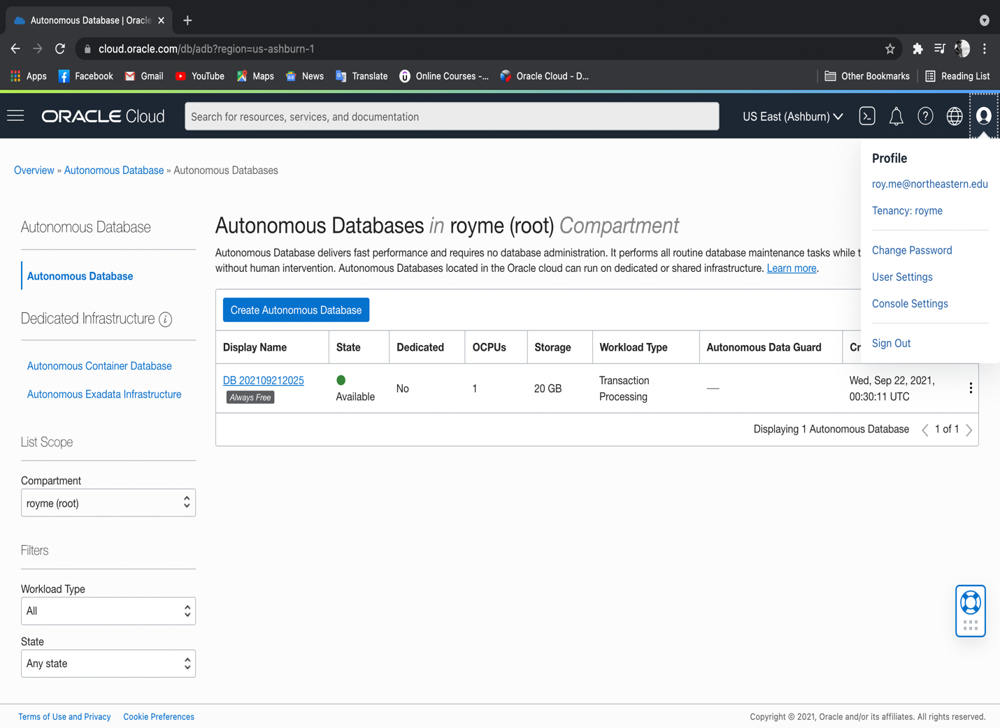 Autonomous Database | Oracle
cloud.oracle.com/db/adb?region=us-ashburn-1
Apps Facebook Gmail YouTube Maps News Translate Online Courses -... Oracle Cloud - D... Other Bookmarks Reading List
ORACLE Cloud Search for resources, services, and documentation US East (Ashburn)
Profile
roy.me@northeastern.edu
Tenancy: royme
Change Password
User Settings
Console Settings
Sign Out
Overview » Autonomous Database » Autonomous Databases
Autonomous Database
Autonomous Database
Dedicated Infrastructure i
Autonomous Container Database
Autonomous Exadata Infrastructure
List Scope
Compartment
royme (root)
Filters
Workload Type
All
State
Any state
Autonomous Databases in royme (root) Compartment
Autonomous Database delivers fast performance and requires no database administration. It performs all routine database maintenance tasks while t
without human intervention. Autonomous Databases located in the Oracle cloud can run on dedicated or shared infrastructure. Learn more.
Create Autonomous Database
Display Name State Dedicated OCPUs Storage Workload Type Autonomous Data Guard Cr
DB 202109212025 Available No 1 20 GB Transaction Processing — Wed, Sep 22, 2021, 00:30:11 UTC
Always Free
Displaying 1 Autonomous Database 1 of 1
Terms of Use and Privacy Cookie Preferences Copyright © 2021, Oracle and/or its affiliates. All rights reserved.